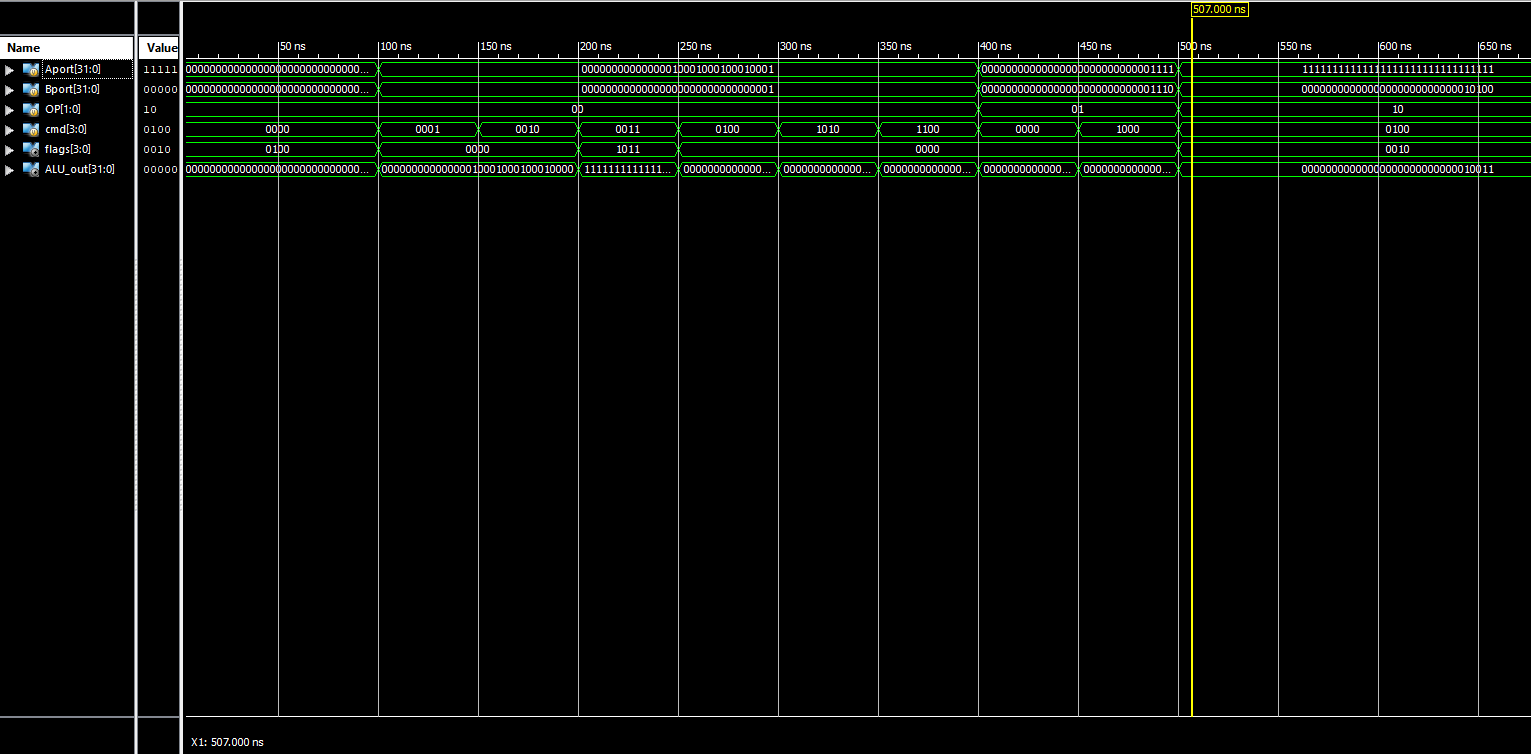 507.000 ns
Name Value
50 ns 100 ns 150 ns 200 ns 250 ns 300 ns 350 ns 400 ns 450 ns 500 ns 550 ns 600 ns 650 ns
Aport[31:0] 11111 00000000000000000000000000000... 00000000000000010001000100010001 00000000000000000000000000001111 11111111111111111111111111111111
Bport[31:0] 00000 00000000000000000000000000000... 00000000000000000000000000000001 00000000000000000000000000001110 00000000000000000000000000010100
OP[1:0] 10 00 01 10
cmd[3:0] 0100 0000 0001 0010 0011 0100 1010 1100 0000 1000 0100
flags[3:0] 0010 0100 0000 1011 0000 0010
ALU_out[31:0] 00000 00000000000000000000000000000... 00000000000000010001000100010000 1111111111111... 0000000000000... 0000000000000... 0000000000000... 0000000000000... 0000000000000... 00000000000000000000000000010011
X1: 507.000 ns